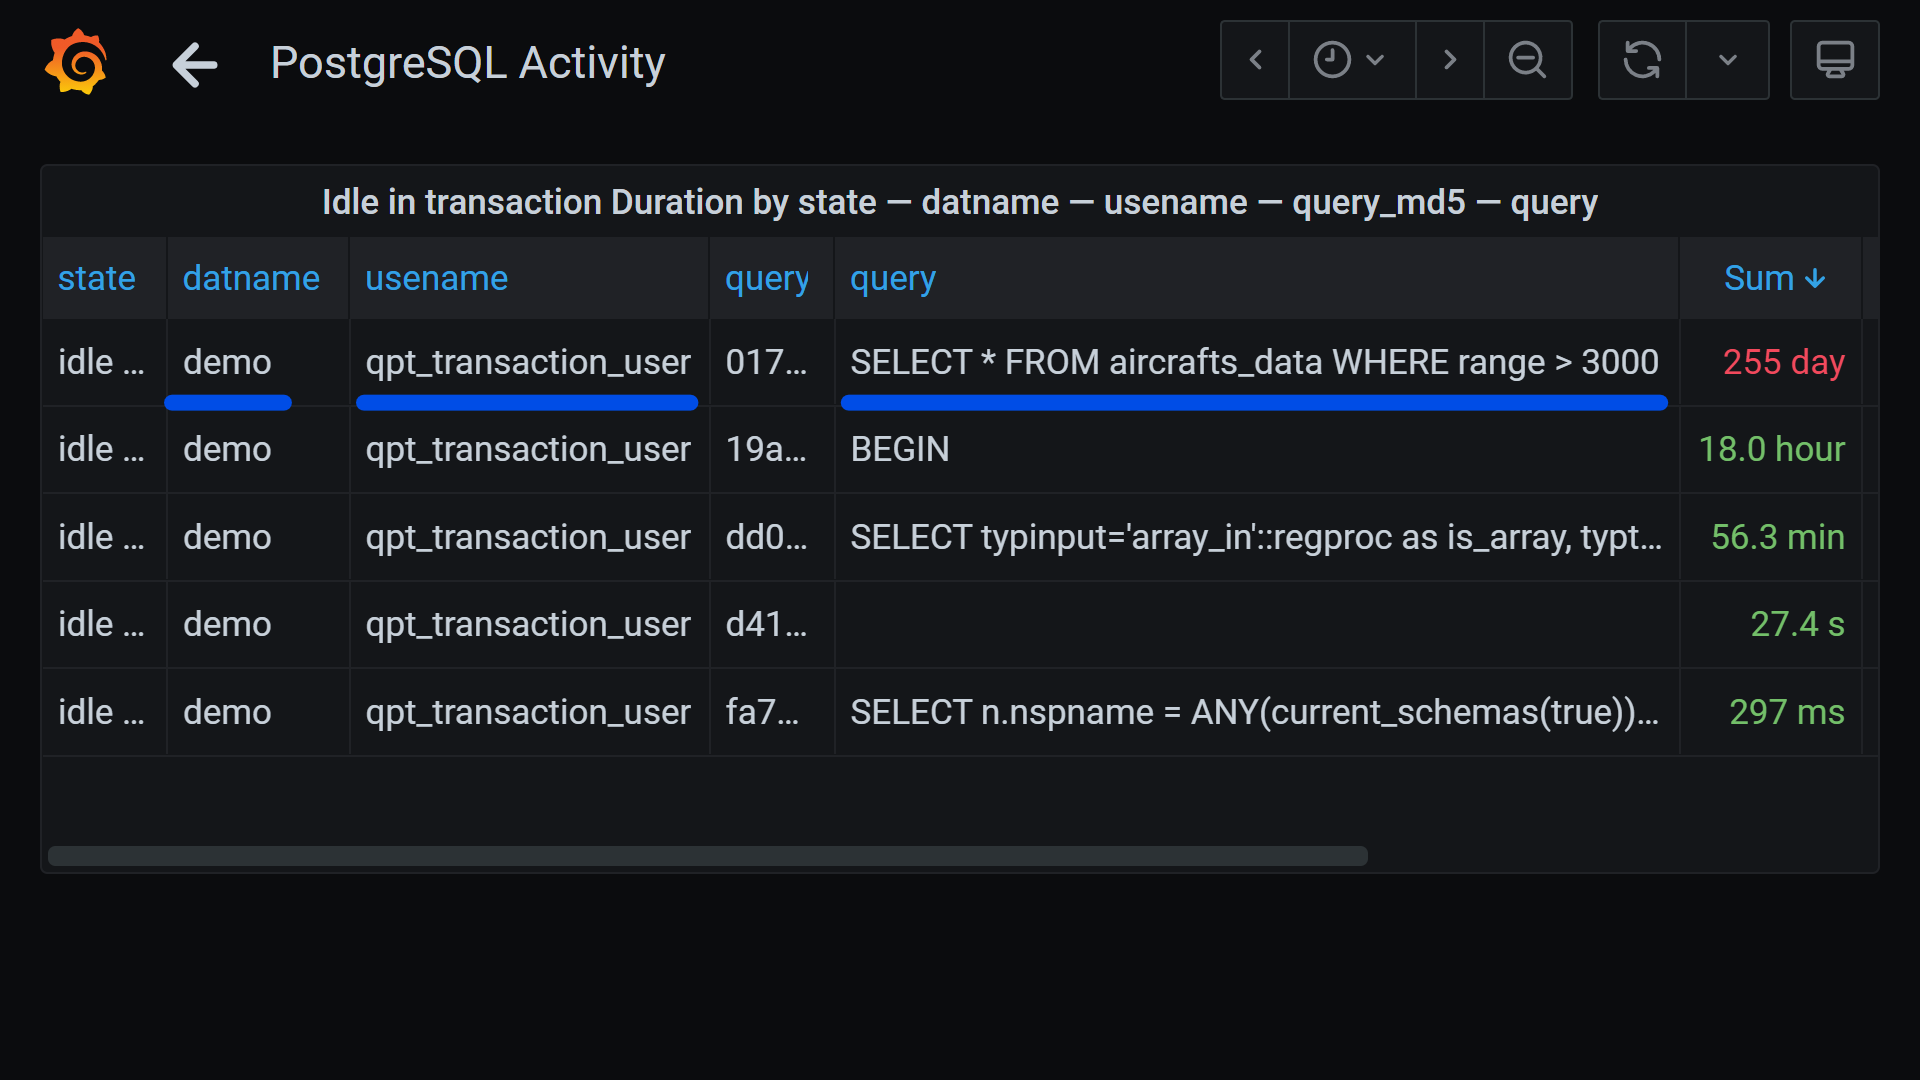 PostgreSQL Activity
Idle in transaction Duration by state — datname — usename — query_md5 — query
state datname usename query query Sum
idle ... demo qpt_transaction_user 017... SELECT * FROM aircrafts_data WHERE range > 3000 255 day
idle ... demo qpt_transaction_user 19a... BEGIN 18.0 hour
idle ... demo qpt_transaction_user dd0... SELECT typinput='array_in'::regproc as is_array, typt... 56.3 min
idle ... demo qpt_transaction_user d41... 27.4 s
idle ... demo qpt_transaction_user fa7... SELECT n.nspname = ANY(current_schemas(true))... 297 ms